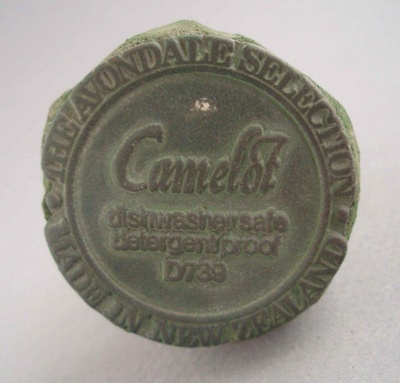 THE AVONDALE SELECTION
Camelot
dishwasher safe
detergent proof
D739
MADE IN NEW ZEALAND